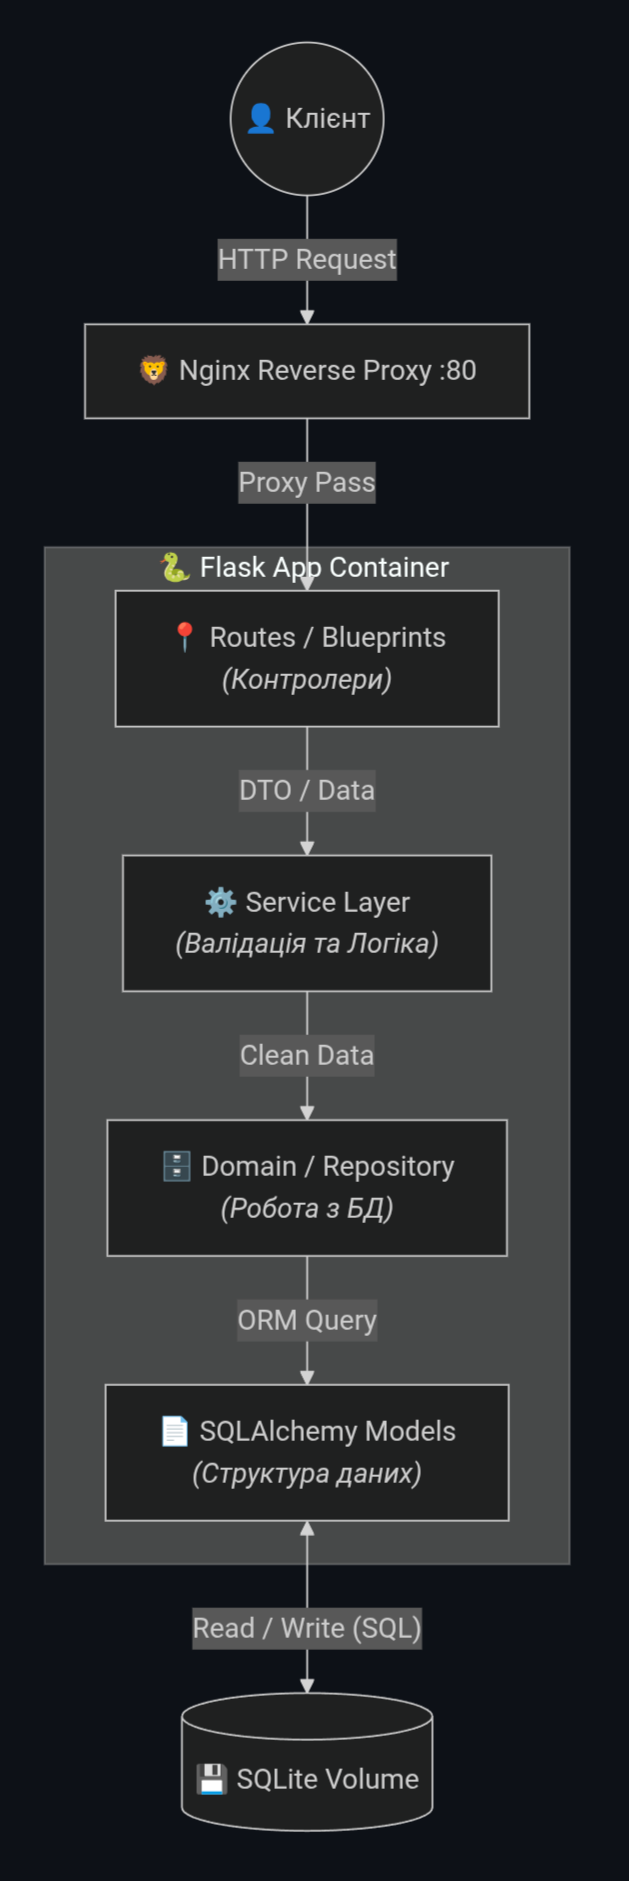 👤 Клієнт
HTTP Request
🦁 Nginx Reverse Proxy :80
Proxy Pass
🐍 Flask App Container
📍 Routes / Blueprints
(Контролери)
DTO / Data
⚙️ Service Layer
(Валідація та Логіка)
Clean Data
🗄️ Domain / Repository
(Робота з БД)
ORM Query
📄 SQLAlchemy Models
(Структура даних)
Read / Write (SQL)
💾 SQLite Volume